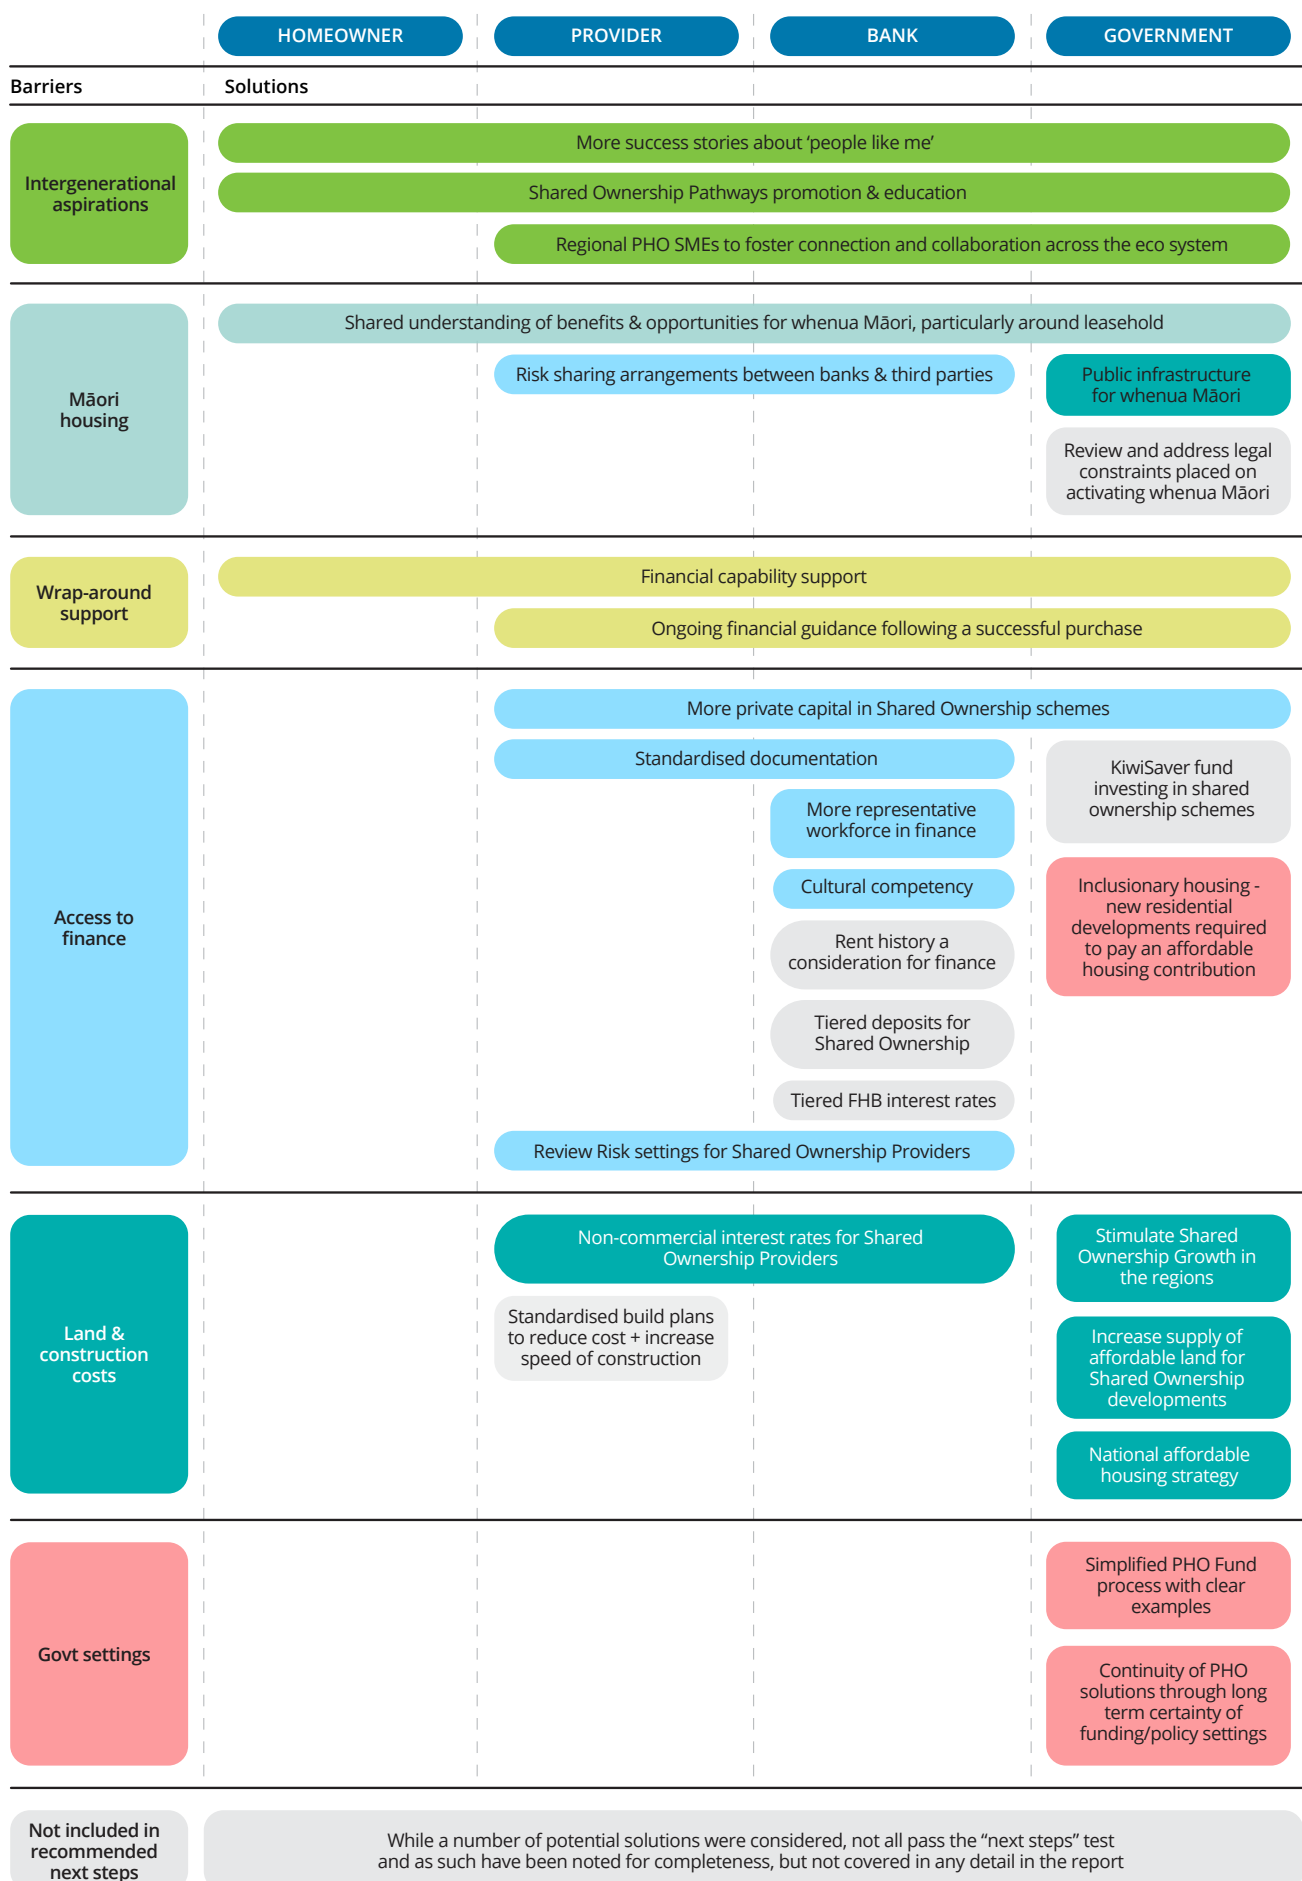 HOMEOWNER
PROVIDER
BANK
GOVERNMENT
Barriers
Solutions
Intergenerational
aspirations
More success stories about ‘people like me’
Shared Ownership Pathways promotion & education
Regional PHO SMEs to foster connection and collaboration across the eco system
Māori
housing
Shared understanding of benefits & opportunities for whenua Māori, particularly around leasehold
Risk sharing arrangements between banks & third parties
Public infrastructure
for whenua Māori
Review and address legal
constraints placed on
activating whenua Māori
Wrap-around
support
Financial capability support
Ongoing financial guidance following a successful purchase
Access to
finance
More private capital in Shared Ownership schemes
Standardised documentation
More representative
workforce in finance
Cultural competency
Rent history a
consideration for finance
Tiered deposits for
Shared Ownership
Tiered FHB interest rates
Review Risk settings for Shared Ownership Providers
KiwiSaver fund
investing in shared
ownership schemes
Inclusionary housing -
new residential
developments required
to pay an affordable
housing contribution
Land &
construction
costs
Non-commercial interest rates for Shared
Ownership Providers
Standardised build plans
to reduce cost + increase
speed of construction
Stimulate Shared
Ownership Growth in
the regions
Increase supply of
affordable land for
Shared Ownership
developments
National affordable
housing strategy
Govt settings
Simplified PHO Fund
process with clear
examples
Continuity of PHO
solutions through long
term certainty of
funding/policy settings
Not included in
recommended
next steps
While a number of potential solutions were considered, not all pass the “next steps” test
and as such have been noted for completeness, but not covered in any detail in the report